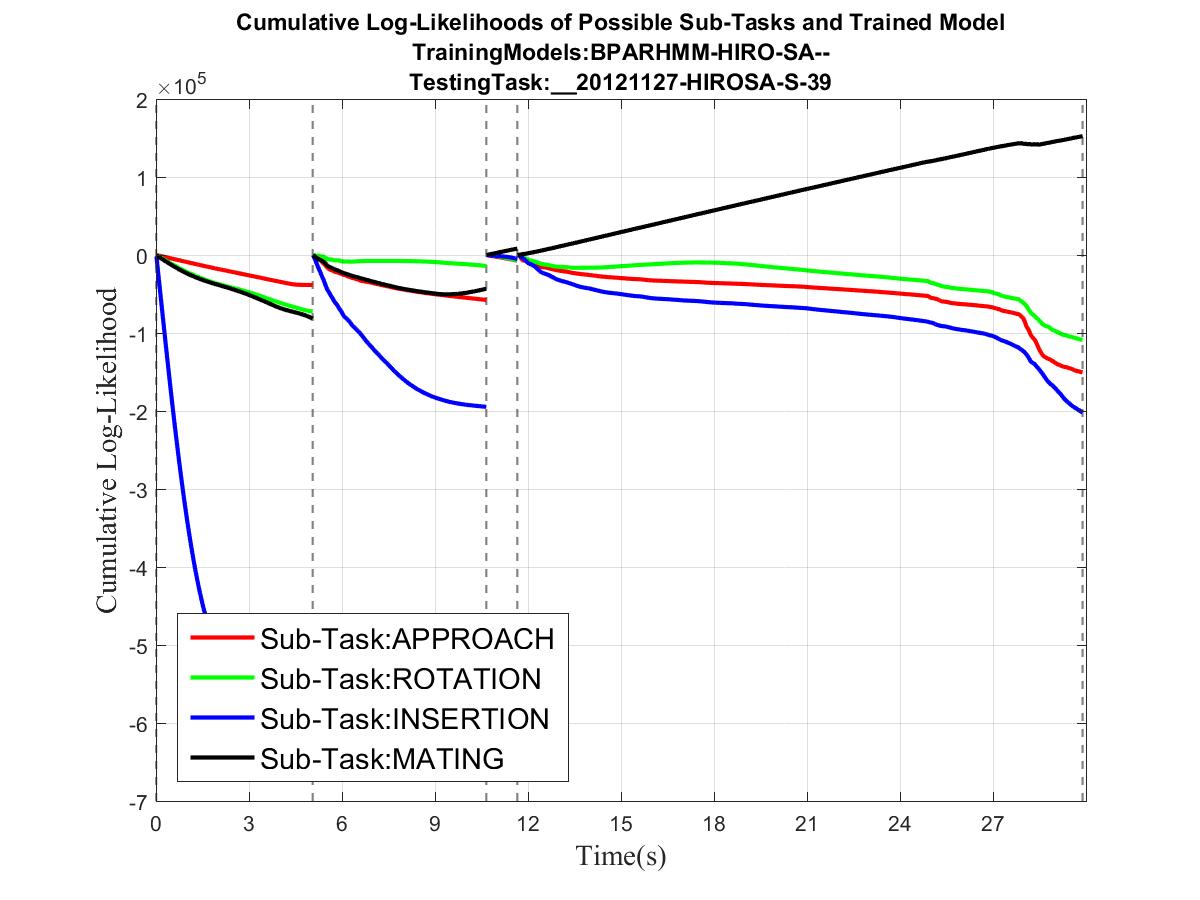 Cumulative Log-Likelihoods of Possible Sub-Tasks and Trained Model
TrainingModels:BPARHMM-HIRO-SA--
TestingTask:__20121127-HIROSA-S-39
×10^5
2
1
0
-1
-2
-3
-4
-5
-6
-7
Cumulative Log-Likelihood
Sub-Task:APPROACH
Sub-Task:ROTATION
Sub-Task:INSERTION
Sub-Task:MATING
0 3 6 9 12 15 18 21 24 27
Time(s)